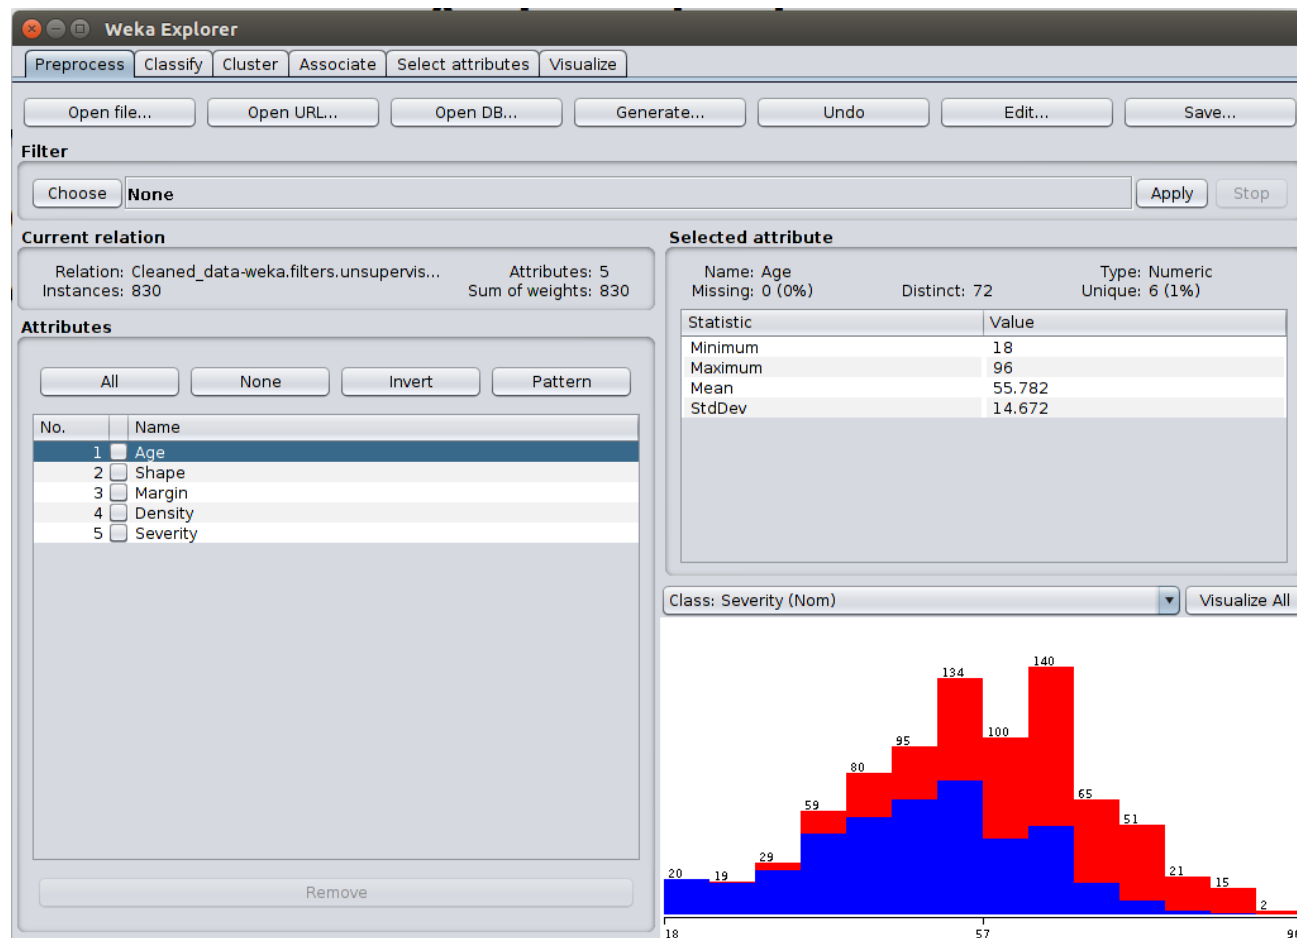 Weka Explorer
Preprocess Classify Cluster Associate Select attributes Visualize
Open file... Open URL... Open DB... Generate... Undo Edit... Save...
Filter
Choose None Apply Stop
Current relation
Relation: Cleaned_data-weka.filters.unsupervis... Attributes: 5
Instances: 830 Sum of weights: 830
Attributes
All None Invert Pattern
No. Name
1 Age
2 Shape
3 Margin
4 Density
5 Severity
Remove
Selected attribute
Name: Age Type: Numeric
Missing: 0 (0%) Distinct: 72 Unique: 6 (1%)
Statistic Value
Minimum 18
Maximum 96
Mean 55.782
StdDev 14.672
Class: Severity (Nom) Visualize All
20 19 29 59 80 95 134 100 140 65 51 21 15 2
18 57